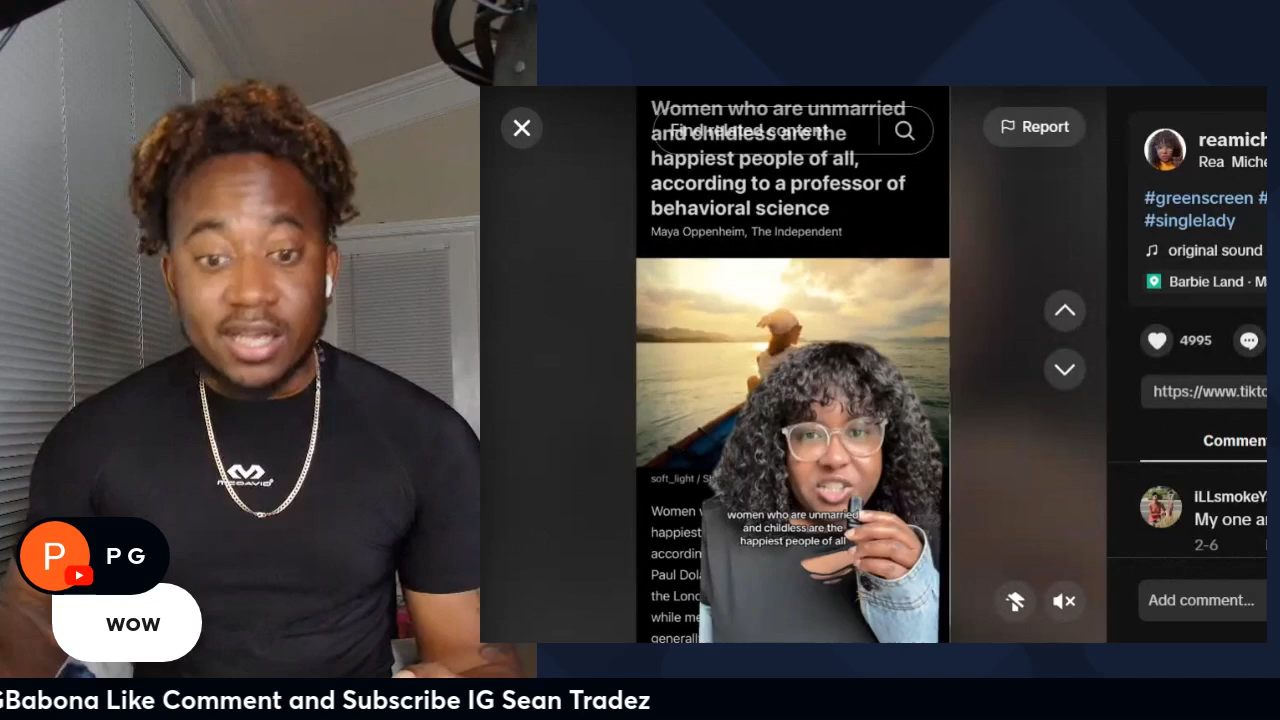 Women who are unmarried
and childless are the
happiest people of all,
according to a professor of
behavioral science
Maya Oppenheim, The Independent
Find related content
Report
reamich
Rea Miche
#greenscreen #
#singlelady
original sound
Barbie Land · M
4995
https://www.tikto
Commen
iLLsmokeY
My one a
2-6
Add comment...
soft_light / Sh
Women w
happiest
accordin
Paul Dola
the Lond
while me
generall
women who are unmarried
and childless are the
happiest people of all
MCDAVID
P
P G
wow
GBabona Like Comment and Subscribe IG Sean Tradez